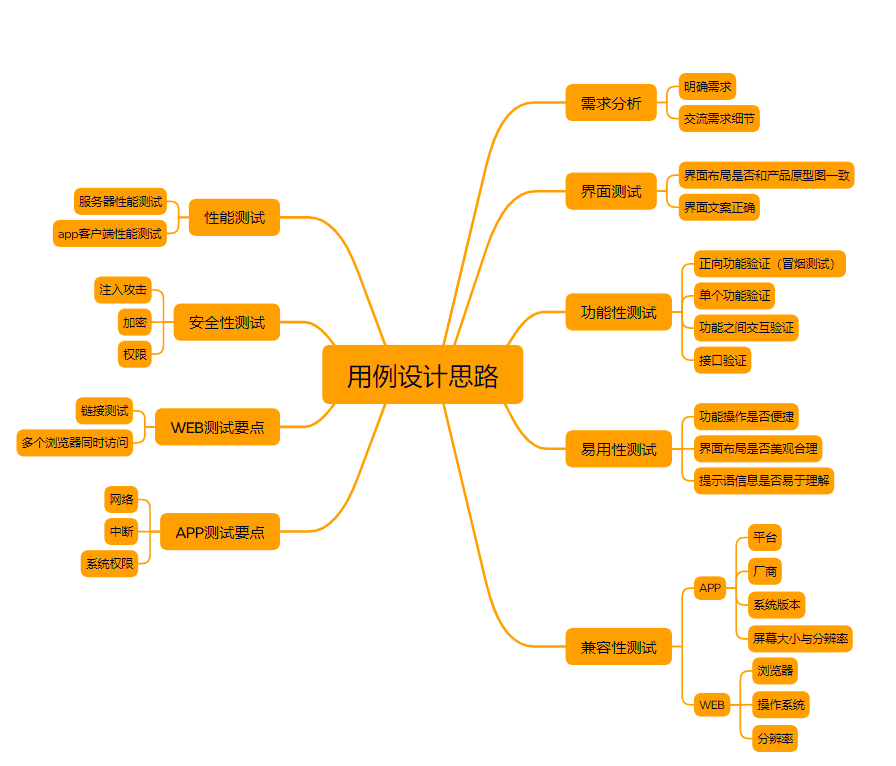 用例设计思路
需求分析
明确需求
交流需求细节
界面测试
界面布局是否和产品原型图一致
界面文案正确
功能性测试
正向功能验证（冒烟测试）
单个功能验证
功能之间交互验证
接口验证
易用性测试
功能操作是否便捷
界面布局是否美观合理
提示语信息是否易于理解
兼容性测试
APP
平台
厂商
系统版本
屏幕大小与分辨率
WEB
浏览器
操作系统
分辨率
性能测试
服务器性能测试
app客户端性能测试
安全性测试
注入攻击
加密
权限
WEB测试要点
链接测试
多个浏览器同时访问
APP测试要点
网络
中断
系统权限